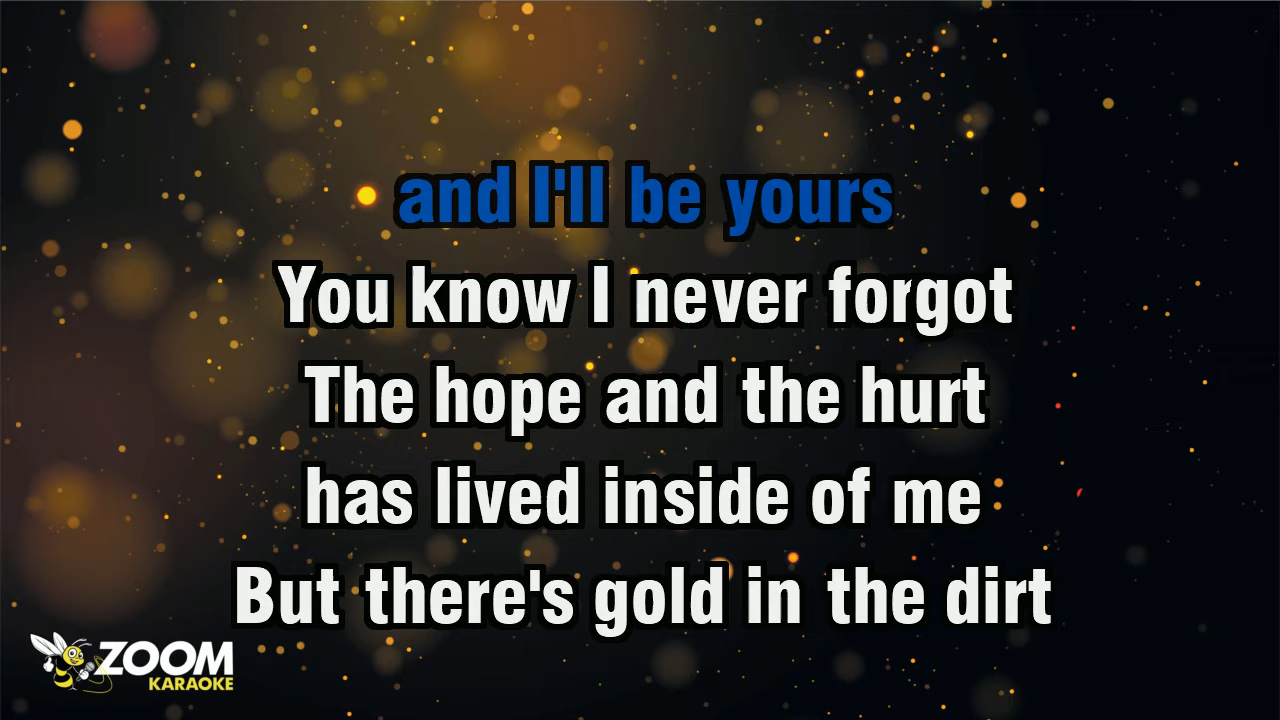 and I'll be yours
You know I never forgot
The hope and the hurt
has lived inside of me
But there's gold in the dirt
ZOOM
KARAOKE